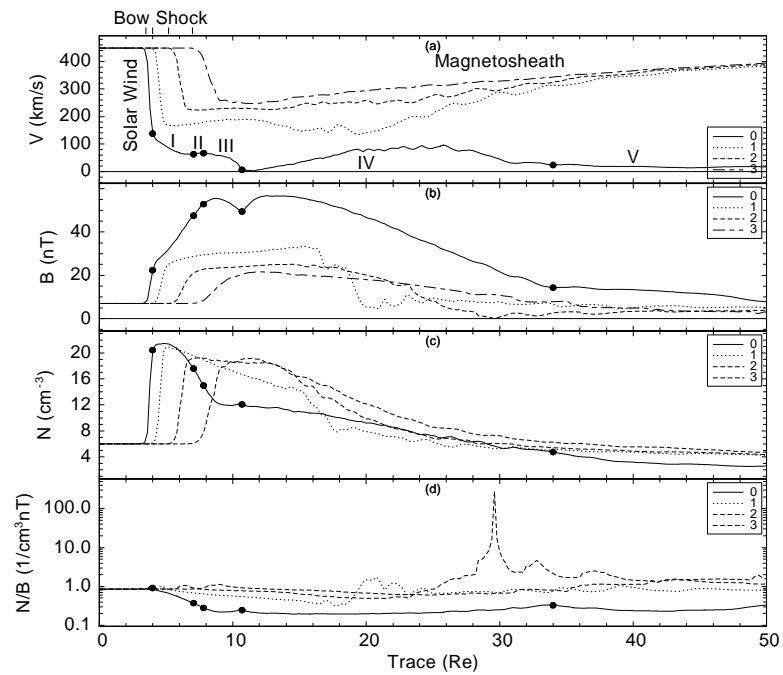 Bow Shock
(a)
Magnetosheath
Solar Wind
I II III
IV
V
V (km/s)
400
300
200
100
0
0
1
2
3
(b)
B (nT)
40
20
0
0
1
2
3
(c)
N (cm-3)
20
16
12
8
4
0
1
2
3
(d)
N/B (1/cm3nT)
100.0
10.0
1.0
0.1
0
1
2
3
0 10 20 30 40 50
Trace (Re)